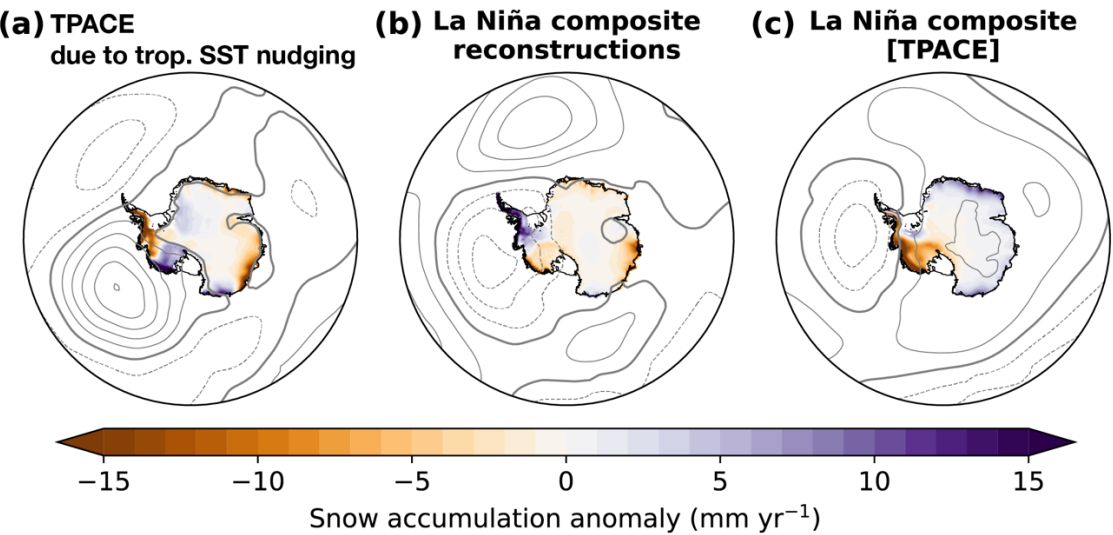 (a) TPACE
due to trop. SST nudging
(b) La Niña composite
reconstructions
(c) La Niña composite
[TPACE]
−15 −10 −5 0 5 10 15
Snow accumulation anomaly (mm yr⁻¹)